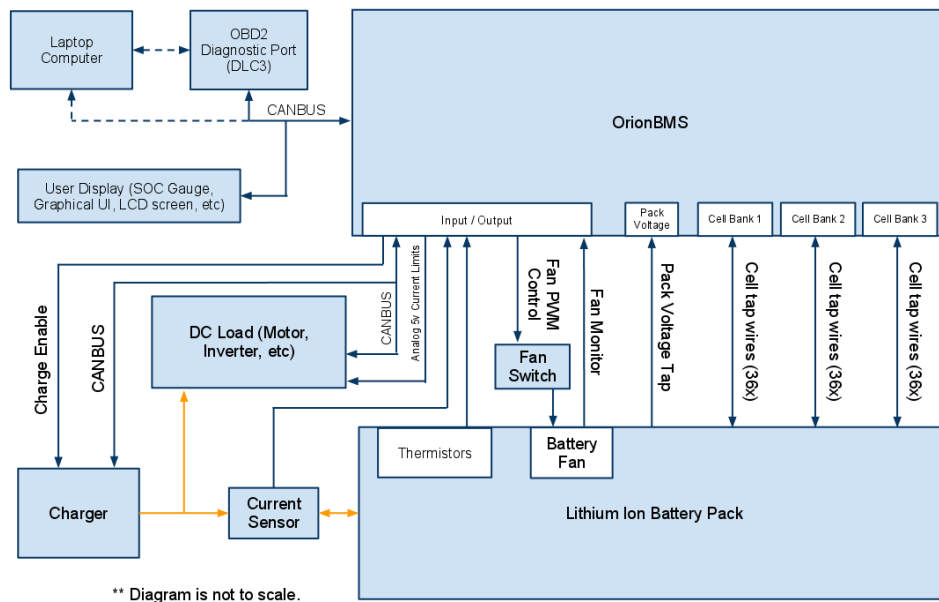 Laptop
Computer
OBD2
Diagnostic Port
(DLC3)
CANBUS
OrionBMS
User Display (SOC Gauge,
Graphical UI, LCD screen, etc)
Input / Output
Pack
Voltage
Cell Bank 1
Cell Bank 2
Cell Bank 3
Charge Enable
CANBUS
DC Load (Motor,
Inverter, etc)
CANBUS
Analog 5v Current Limits
Fan PWM
Control
Fan Monitor
Pack Voltage Tap
Cell tap wires (36x)
Cell tap wires (36x)
Cell tap wires (36x)
Fan
Switch
Thermistors
Battery
Fan
Charger
Current
Sensor
Lithium Ion Battery Pack
** Diagram is not to scale.